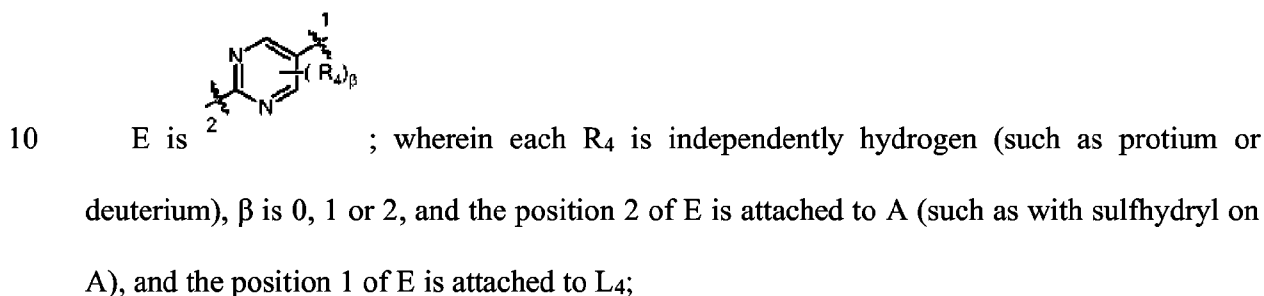 1
N
( R₄)β
N
2
10 E is ; wherein each R₄ is independently hydrogen (such as protium or
deuterium), β is 0, 1 or 2, and the position 2 of E is attached to A (such as with sulfhydryl on
A), and the position 1 of E is attached to L₄;